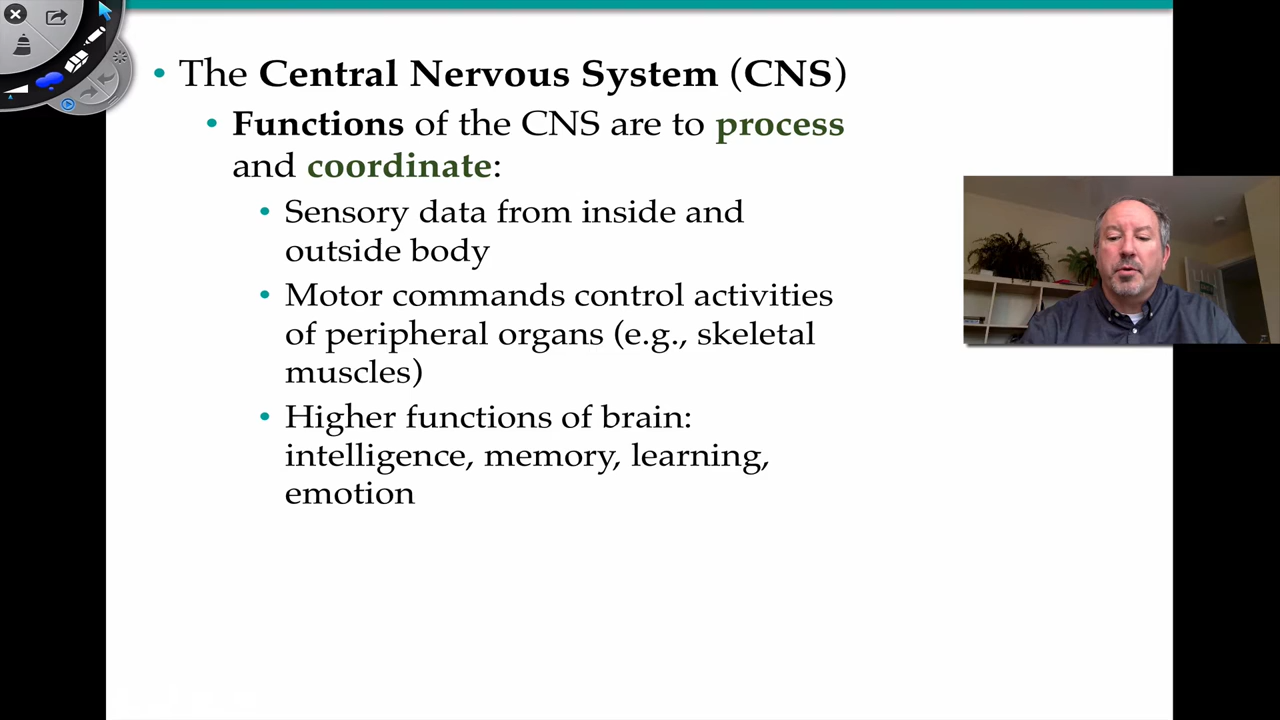 • The Central Nervous System (CNS)
• Functions of the CNS are to process
and coordinate:
• Sensory data from inside and
outside body
• Motor commands control activities
of peripheral organs (e.g., skeletal
muscles)
• Higher functions of brain:
intelligence, memory, learning,
emotion